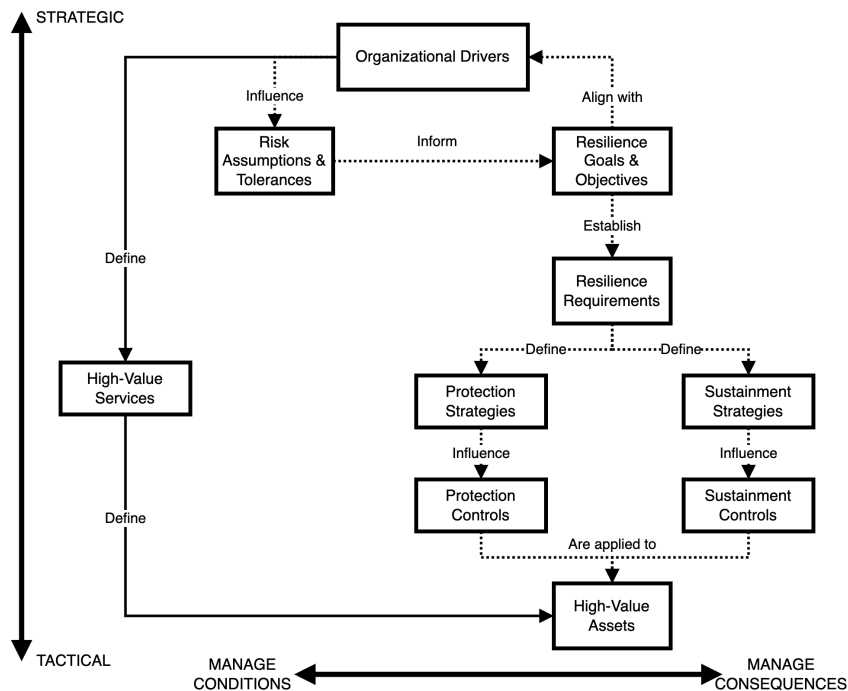 STRATEGIC
Organizational Drivers
Influence
Align with
Risk
Assumptions &
Tolerances
Inform
Resilience
Goals &
Objectives
Establish
Define
Resilience
Requirements
Define
Define
High-Value
Services
Protection
Strategies
Sustainment
Strategies
Influence
Influence
Protection
Controls
Sustainment
Controls
Define
Are applied to
High-Value
Assets
TACTICAL
MANAGE
CONDITIONS
MANAGE
CONSEQUENCES